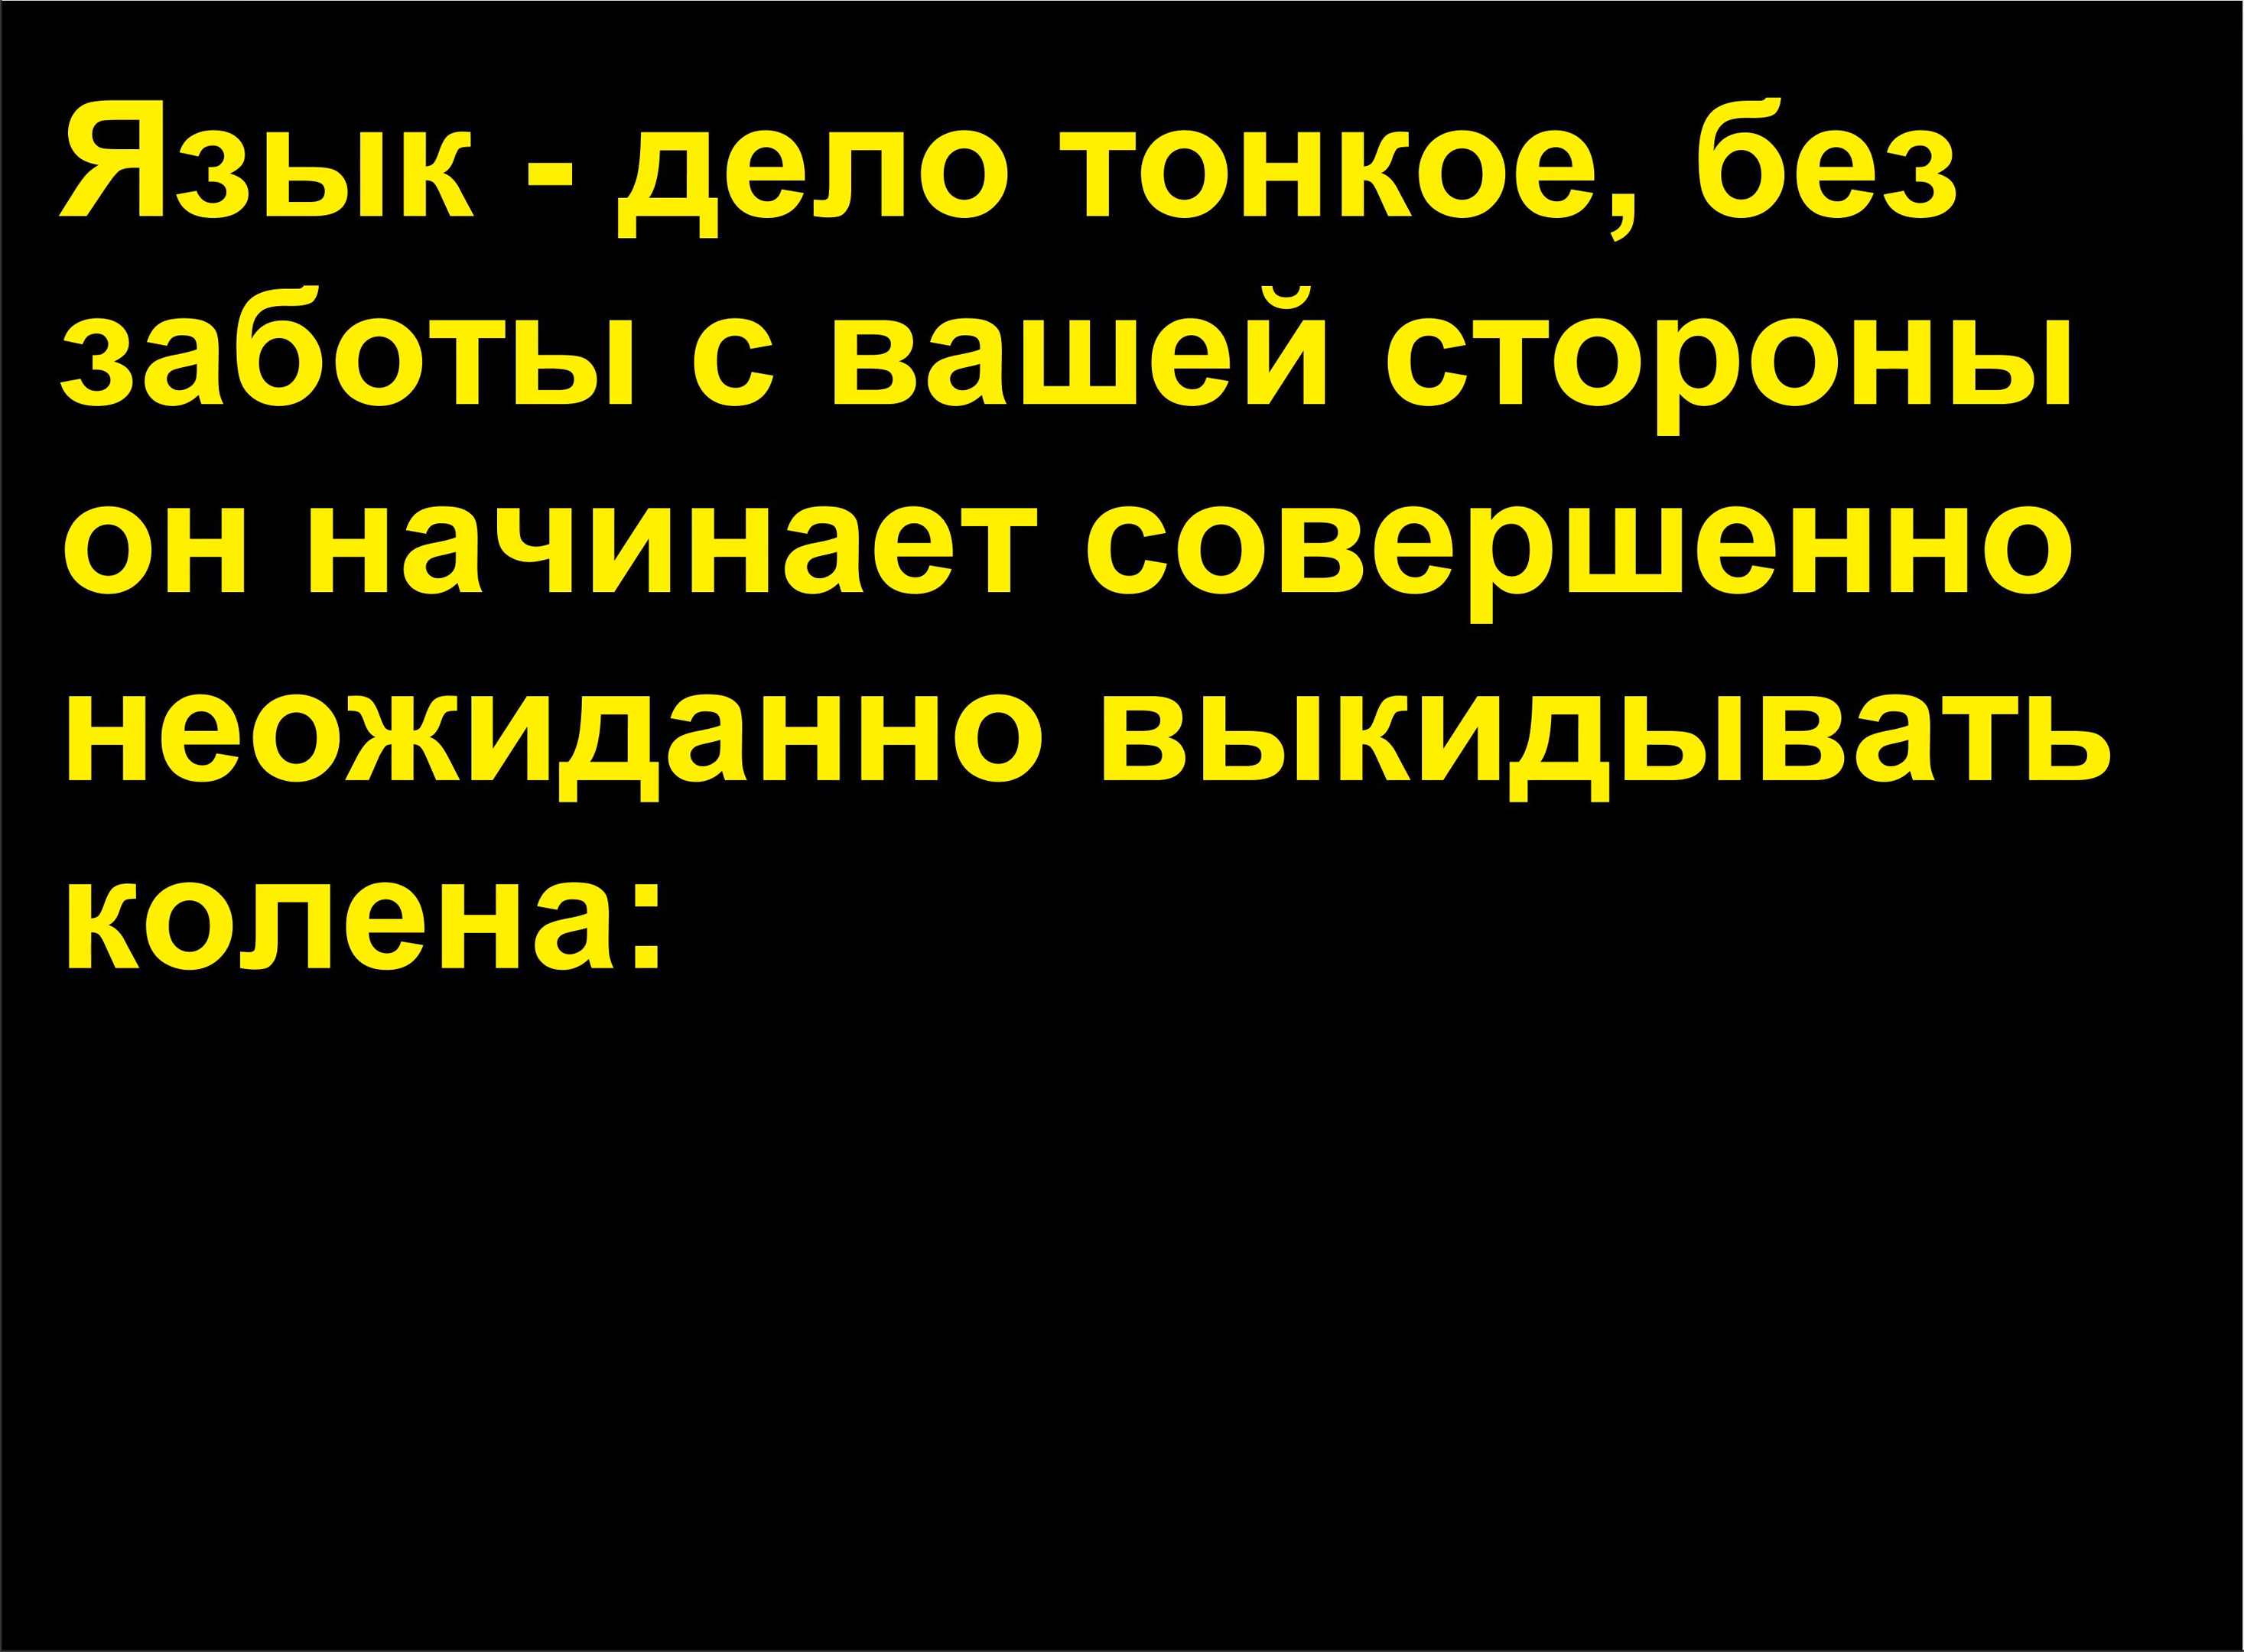 Язык - дело тонкое, без
заботы с вашей стороны
он начинает совершенно
неожиданно выкидывать
колена: